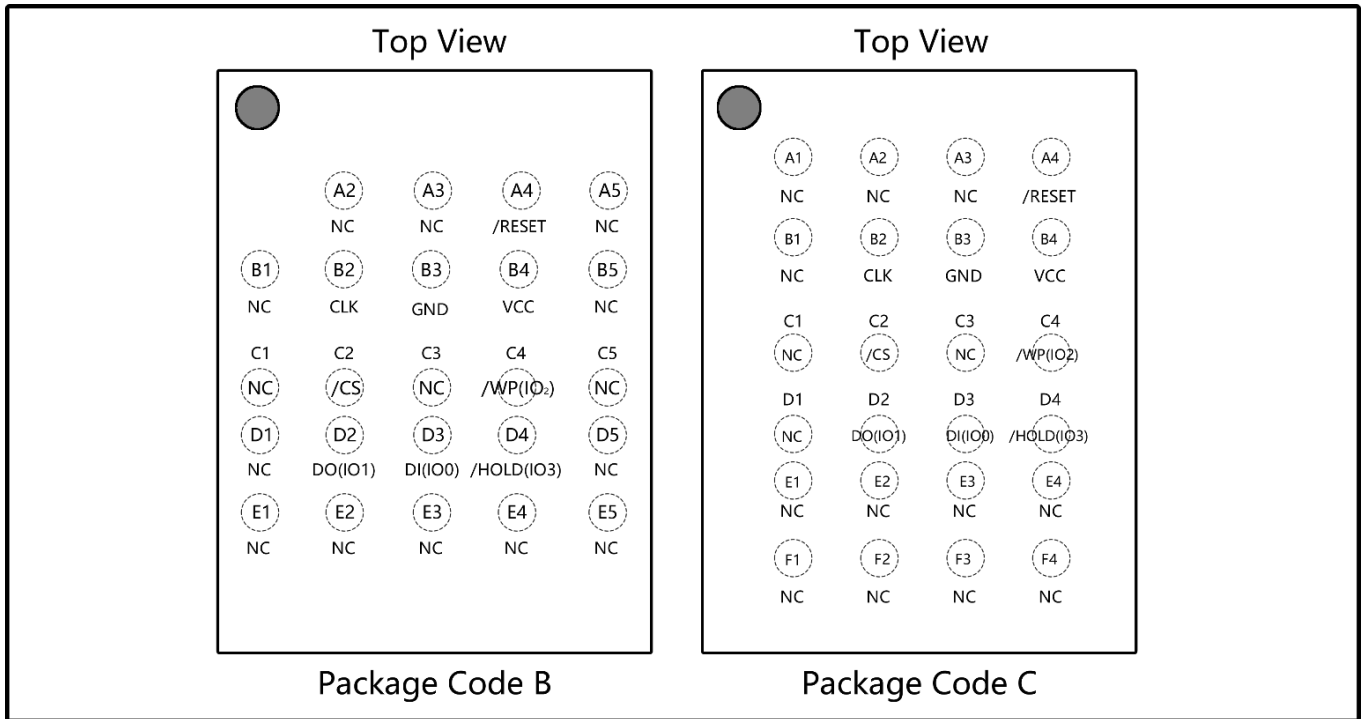 Top View
A2 A3 A4 A5
NC NC /RESET NC
B1 B2 B3 B4 B5
NC CLK GND VCC NC
C1 C2 C3 C4 C5
NC /CS NC /WP(IO₂) NC
D1 D2 D3 D4 D5
NC DO(IO1) DI(IO0) /HOLD(IO3) NC
E1 E2 E3 E4 E5
NC NC NC NC NC
Package Code B
Top View
A1 A2 A3 A4
NC NC NC /RESET
B1 B2 B3 B4
NC CLK GND VCC
C1 C2 C3 C4
NC /CS NC /WP(IO2)
D1 D2 D3 D4
NC DO(IO1) DI(IO0) /HOLD(IO3)
E1 E2 E3 E4
NC NC NC NC
F1 F2 F3 F4
NC NC NC NC
Package Code C